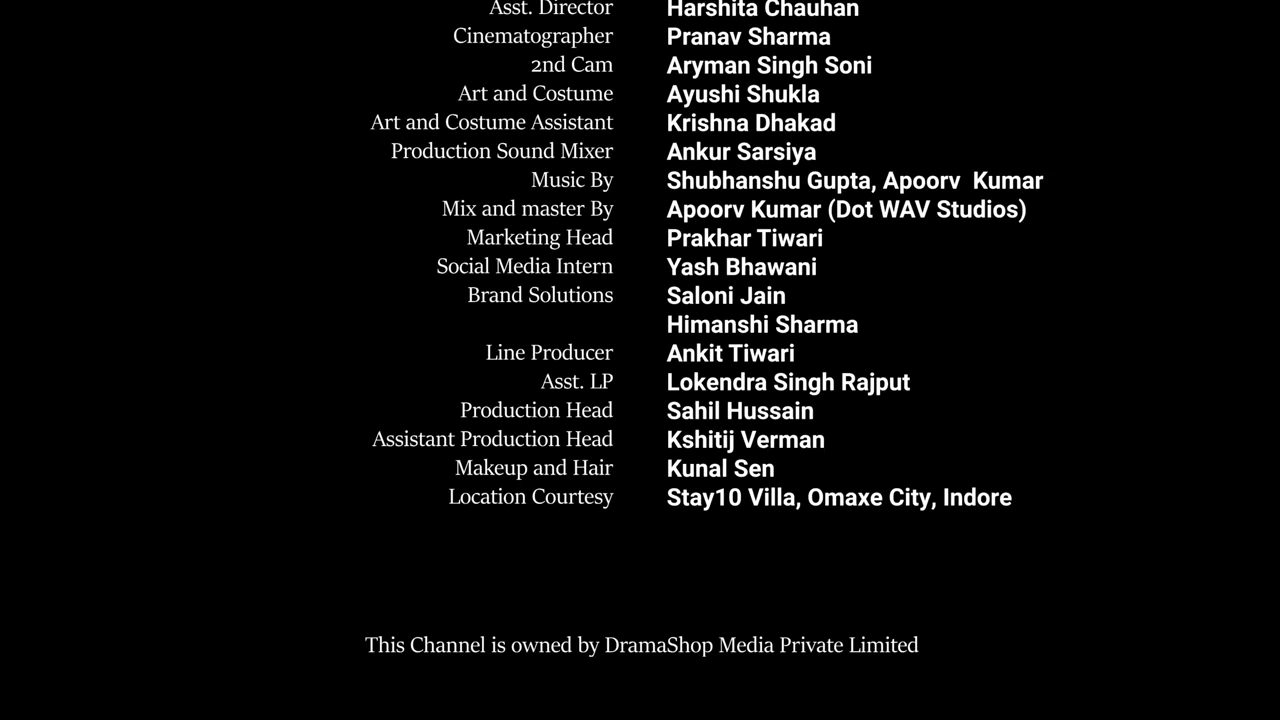 Asst. Director Harshita Chauhan
Cinematographer Pranav Sharma
2nd Cam Aryman Singh Soni
Art and Costume Ayushi Shukla
Art and Costume Assistant Krishna Dhakad
Production Sound Mixer Ankur Sarsiya
Music By Shubhanshu Gupta, Apoorv  Kumar
Mix and master By Apoorv Kumar (Dot WAV Studios)
Marketing Head Prakhar Tiwari
Social Media Intern Yash Bhawani
Brand Solutions Saloni Jain
Himanshi Sharma
Line Producer Ankit Tiwari
Asst. LP Lokendra Singh Rajput
Production Head Sahil Hussain
Assistant Production Head Kshitij Verman
Makeup and Hair Kunal Sen
Location Courtesy Stay10 Villa, Omaxe City, Indore
This Channel is owned by DramaShop Media Private Limited